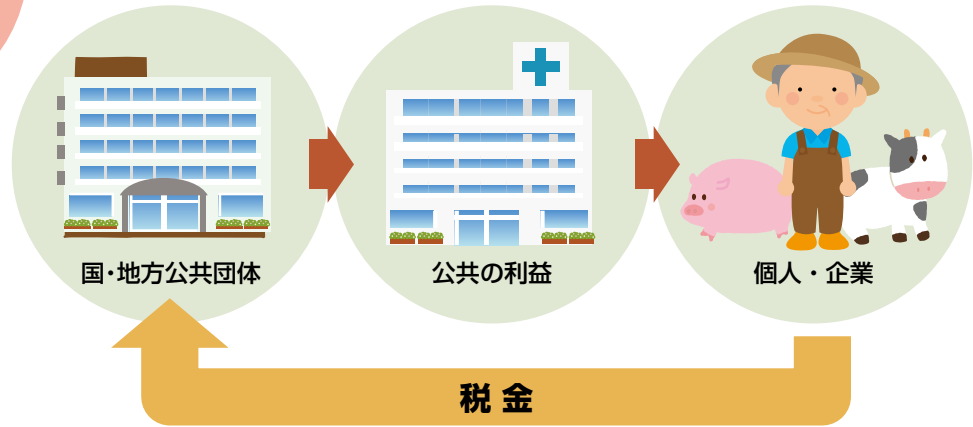 国・地方公共団体
公共の利益
個人・企業
税金